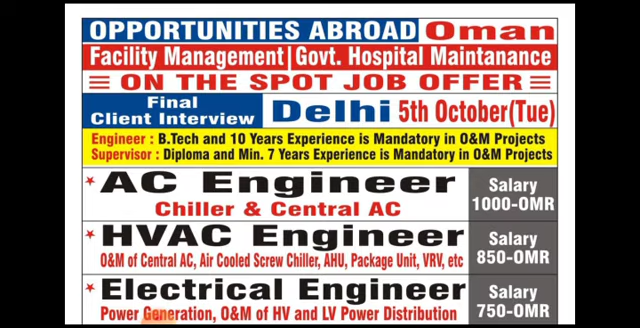 OPPORTUNITIES ABROAD Oman
Facility Management|Govt. Hospital Maintanance
ON THE SPOT JOB OFFER
Final
Client Interview
Delhi 5th October(Tue)
Engineer : B.Tech and 10 Years Experience is Mandatory in O&M Projects
Supervisor : Diploma and Min. 7 Years Experience is Mandatory in O&M Projects
AC Engineer
Chiller & Central AC
Salary
1000-OMR
HVAC Engineer
O&M of Central AC, Air Cooled Screw Chiller, AHU, Package Unit, VRV, etc
Salary
850-OMR
Electrical Engineer
Power Generation, O&M of HV and LV Power Distribution
Salary
750-OMR